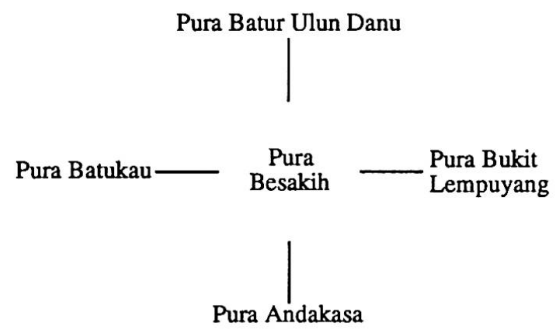 Pura Batur Ulun Danu
Pura Batukau
Pura
Besakih
Pura Bukit
Lempuyang
Pura Andakasa